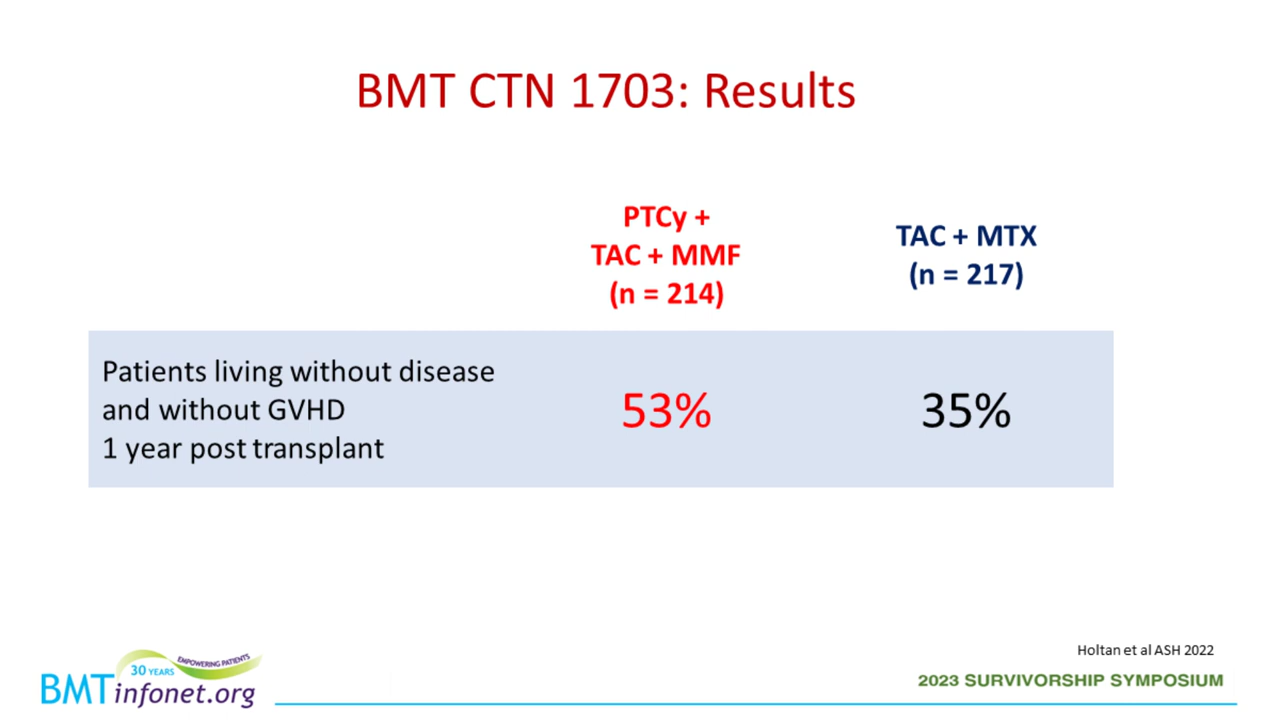 BMT CTN 1703: Results
PTCy +
TAC + MMF
(n = 214)
TAC + MTX
(n = 217)
Patients living without disease
and without GVHD
1 year post transplant
53%
35%
Holtan et al ASH 2022
2023 SURVIVORSHIP SYMPOSIUM
30 YEARS EMPOWERING PATIENTS
BMTinfonet.org